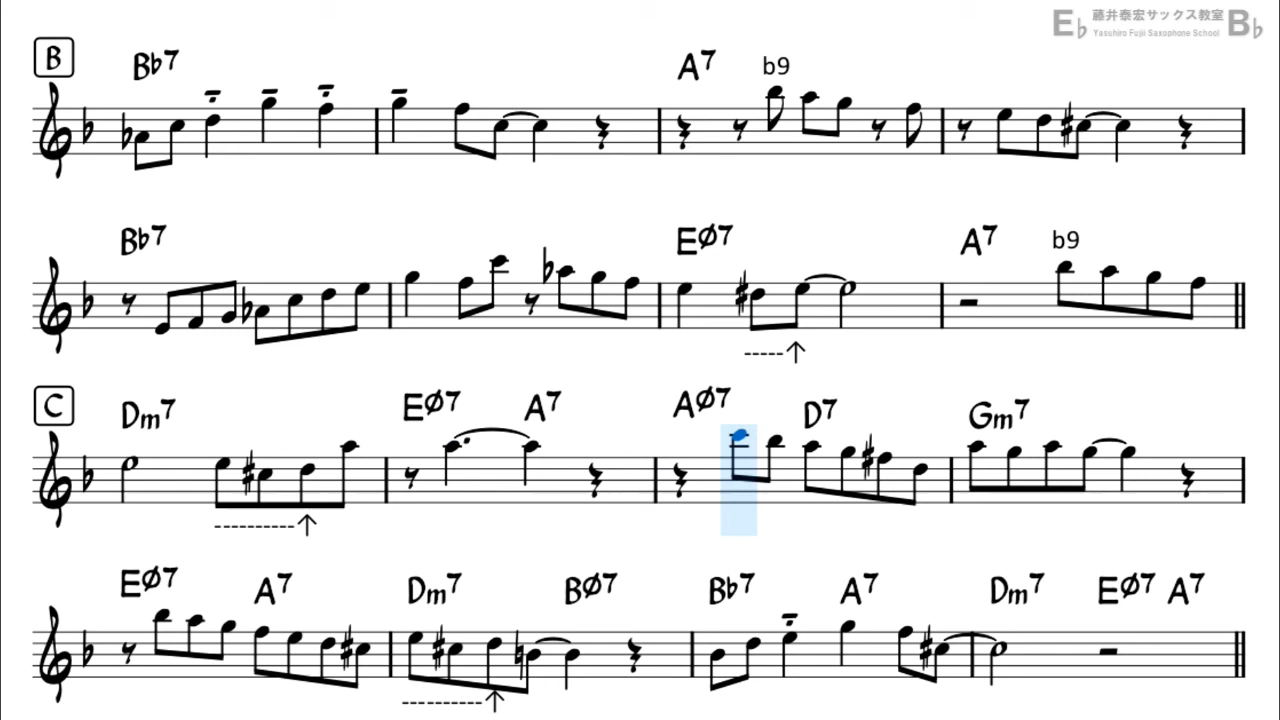 E♭ 藤井泰宏サックス教室 B♭
Yasuhiro Fujii Saxophone School
B
B♭7 A7 b9
B♭7 EØ7 A7 b9
C
Dm7 EØ7 A7 AØ7 D7 Gm7
EØ7 A7 Dm7 BØ7 B♭7 A7 Dm7 EØ7 A7